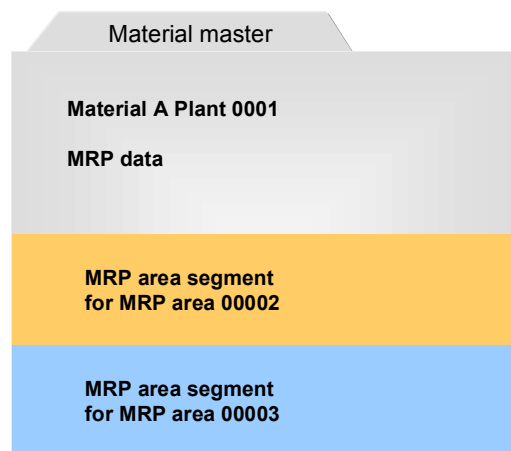 Material master
Material A Plant 0001
MRP data
MRP area segment
for MRP area 00002
MRP area segment
for MRP area 00003